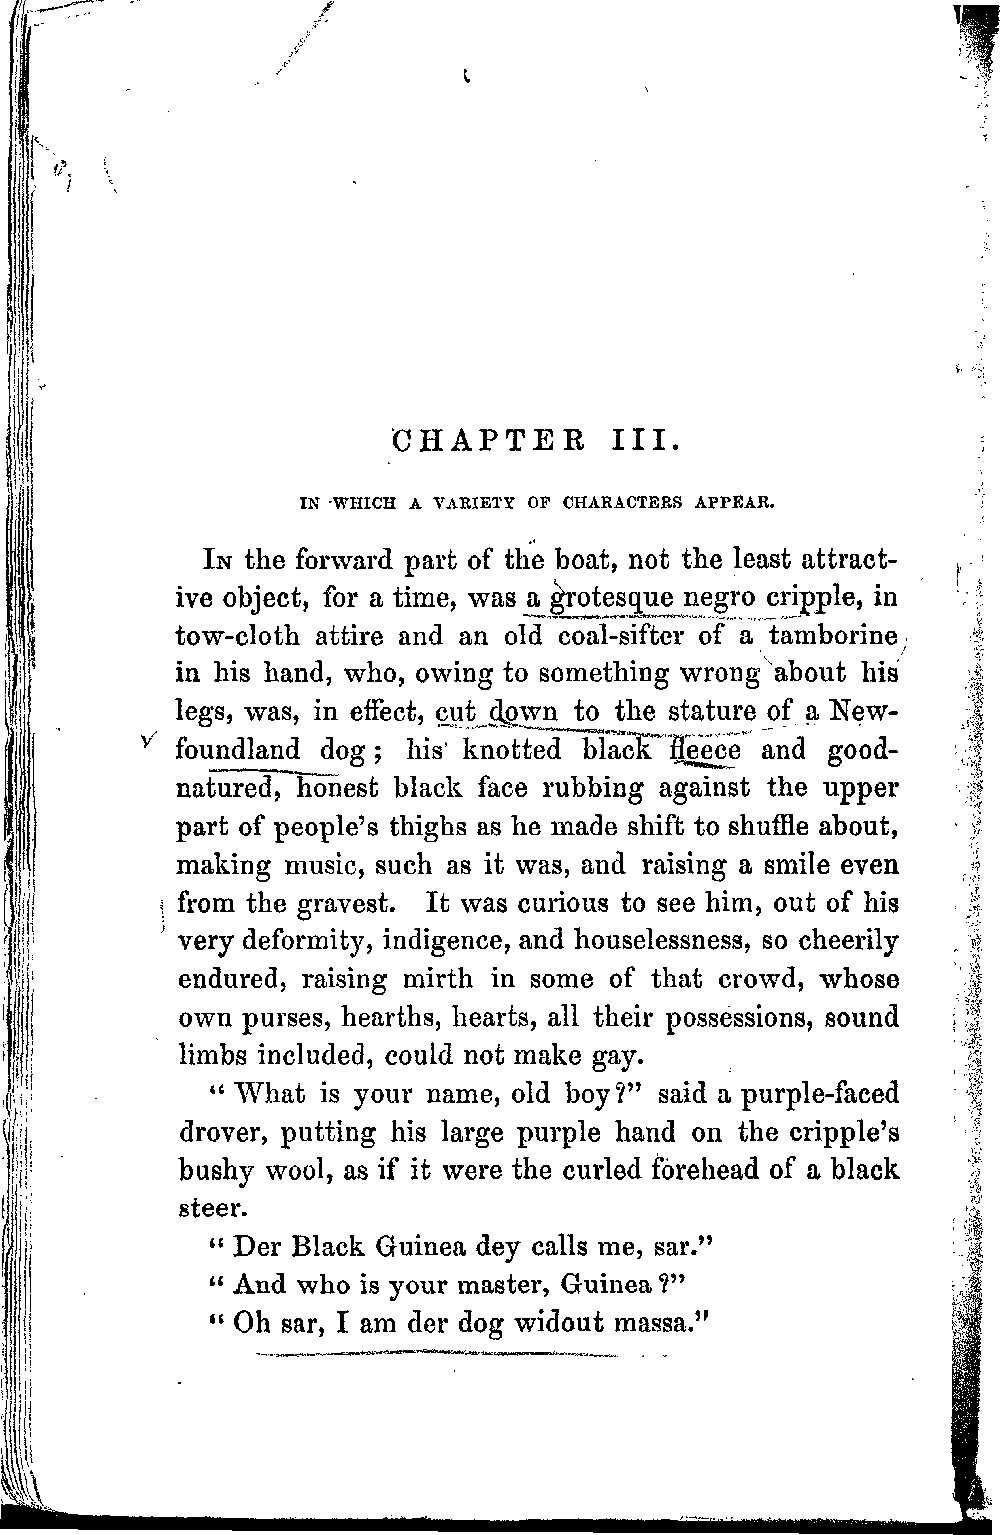 CHAPTER III.
IN WHICH A VARIETY OF CHARACTERS APPEAR.
In the forward part of the boat, not the least attract-
ive object, for a time, was a grotesque negro cripple, in
tow-cloth attire and an old coal-sifter of a tamborine
in his hand, who, owing to something wrong about his
legs, was, in effect, cut down to the stature of a New-
foundland dog; his knotted black fleece and good-
natured, honest black face rubbing against the upper
part of people's thighs as he made shift to shuffle about,
making music, such as it was, and raising a smile even
from the gravest. It was curious to see him, out of his
very deformity, indigence, and houselessness, so cheerily
endured, raising mirth in some of that crowd, whose
own purses, hearths, hearts, all their possessions, sound
limbs included, could not make gay.
"What is your name, old boy?" said a purple-faced
drover, putting his large purple hand on the cripple's
bushy wool, as if it were the curled forehead of a black
steer.
"Der Black Guinea dey calls me, sar."
"And who is your master, Guinea?"
"Oh sar, I am der dog widout massa."